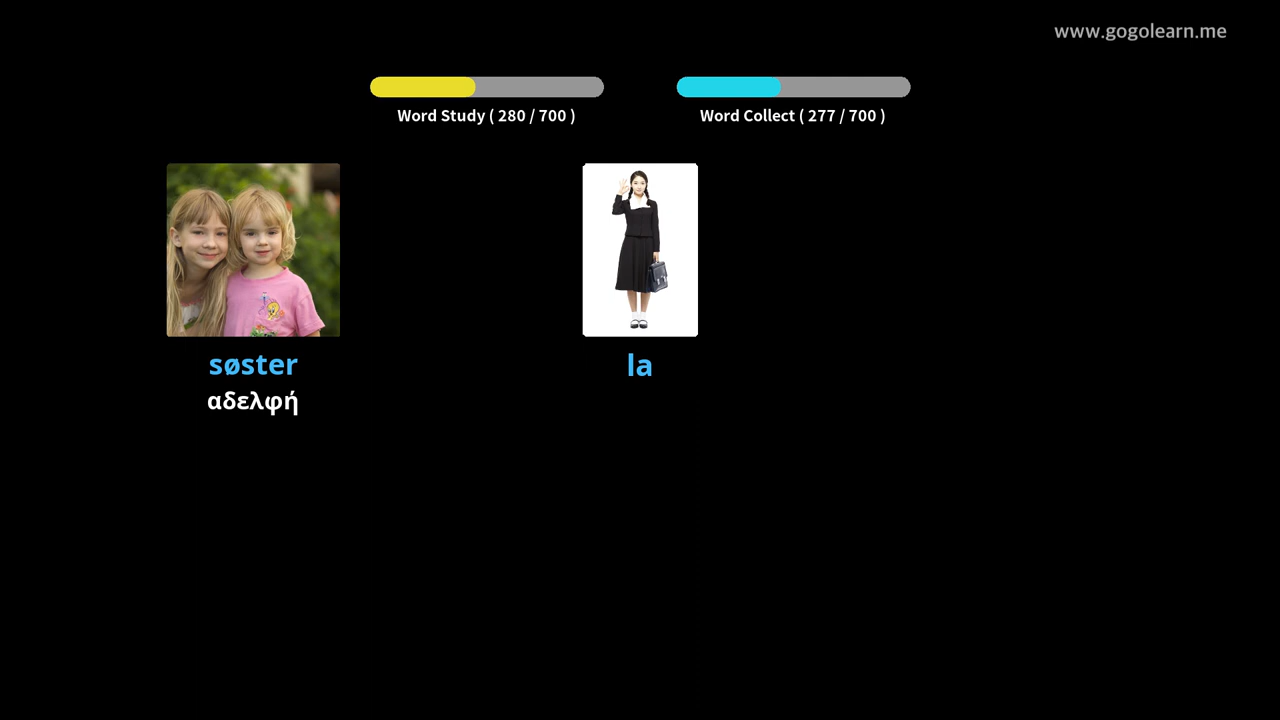 www.gogolearn.me
Word Study ( 280 / 700 )
Word Collect ( 277 / 700 )
søster
αδελφή
la